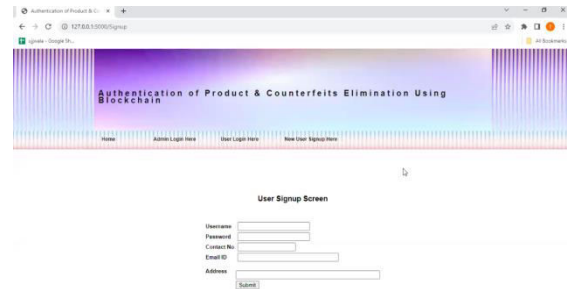 Authentication of Product & Co
127.0.0.1:5000/Signup
All Bookmarks
Authentication of Product & Counterfeits Elimination Using
Blockchain
Home Admin Login Here User Login Here New User Signup Here
User Signup Screen
Username
Password
Contact No
Email ID
Address
Submit